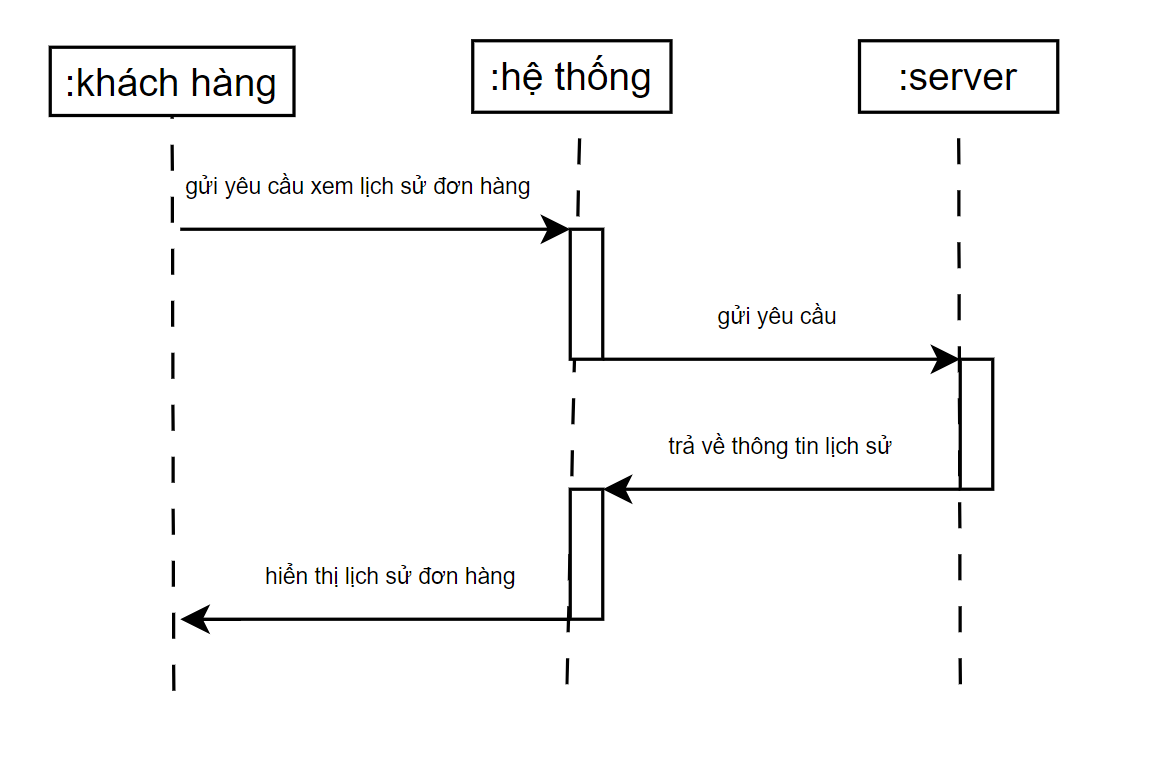 :khách hàng
:hệ thống
:server
gửi yêu cầu xem lịch sử đơn hàng
gửi yêu cầu
trả về thông tin lịch sử
hiển thị lịch sử đơn hàng